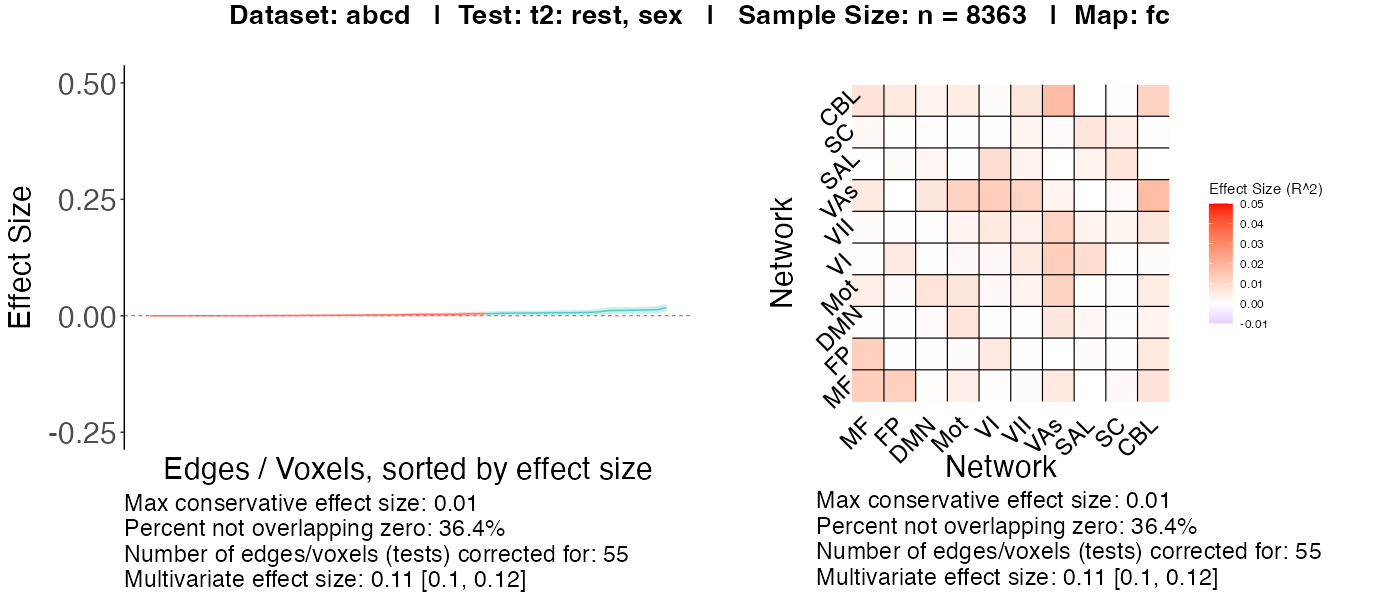 Dataset: abcd | Test: t2: rest, sex | Sample Size: n = 8363 | Map: fc
0.50
0.25
0.00
-0.25
Effect Size
Edges / Voxels, sorted by effect size
Max conservative effect size: 0.01
Percent not overlapping zero: 36.4%
Number of edges/voxels (tests) corrected for: 55
Multivariate effect size: 0.11 [0.1, 0.12]
Network
CBL
SC
SAL
VAs
VII
VI
Mot
DMN
FP
MF
MF FP DMN Mot VI VII VAs SAL SC CBL
Network
Effect Size (R^2)
0.05
0.04
0.03
0.02
0.01
0.00
-0.01
Max conservative effect size: 0.01
Percent not overlapping zero: 36.4%
Number of edges/voxels (tests) corrected for: 55
Multivariate effect size: 0.11 [0.1, 0.12]